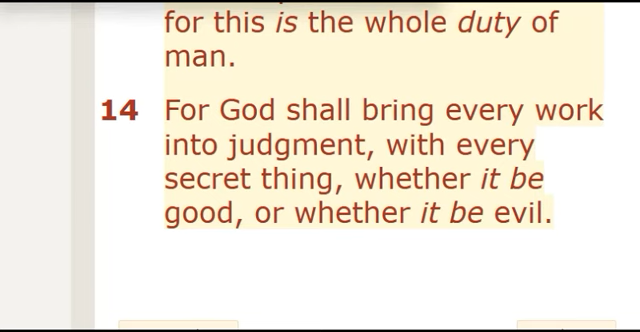 for this is the whole duty of
man.
14 For God shall bring every work
into judgment, with every
secret thing, whether it be
good, or whether it be evil.